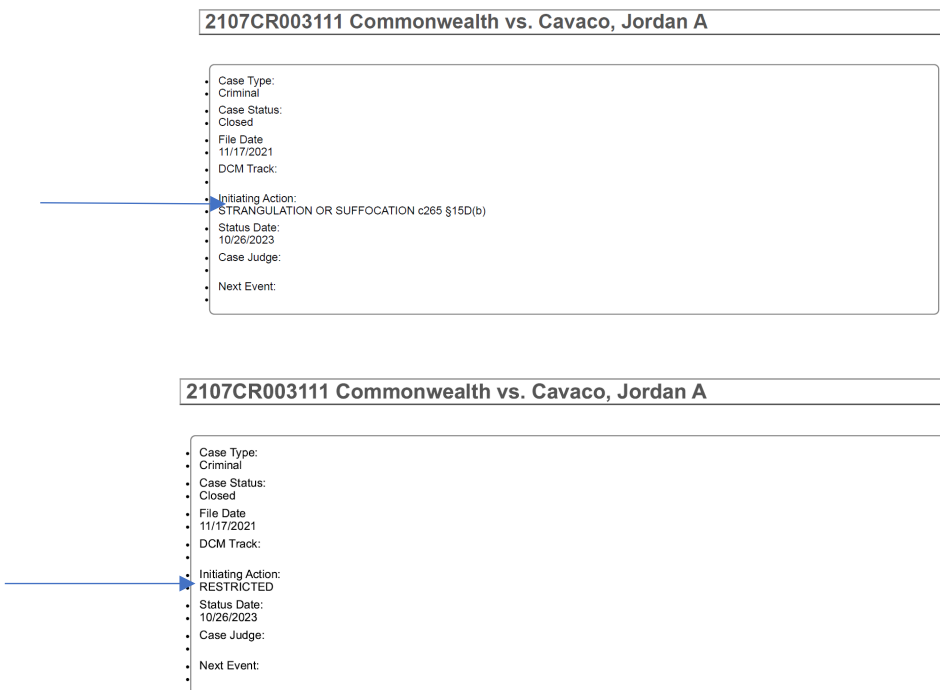 2107CR003111 Commonwealth vs. Cavaco, Jordan A
Case Type:
Criminal
Case Status:
Closed
File Date
11/17/2021
DCM Track:
Initiating Action:
STRANGULATION OR SUFFOCATION c265 §15D(b)
Status Date:
10/26/2023
Case Judge:
Next Event:
2107CR003111 Commonwealth vs. Cavaco, Jordan A
Case Type:
Criminal
Case Status:
Closed
File Date
11/17/2021
DCM Track:
Initiating Action:
RESTRICTED
Status Date:
10/26/2023
Case Judge:
Next Event: